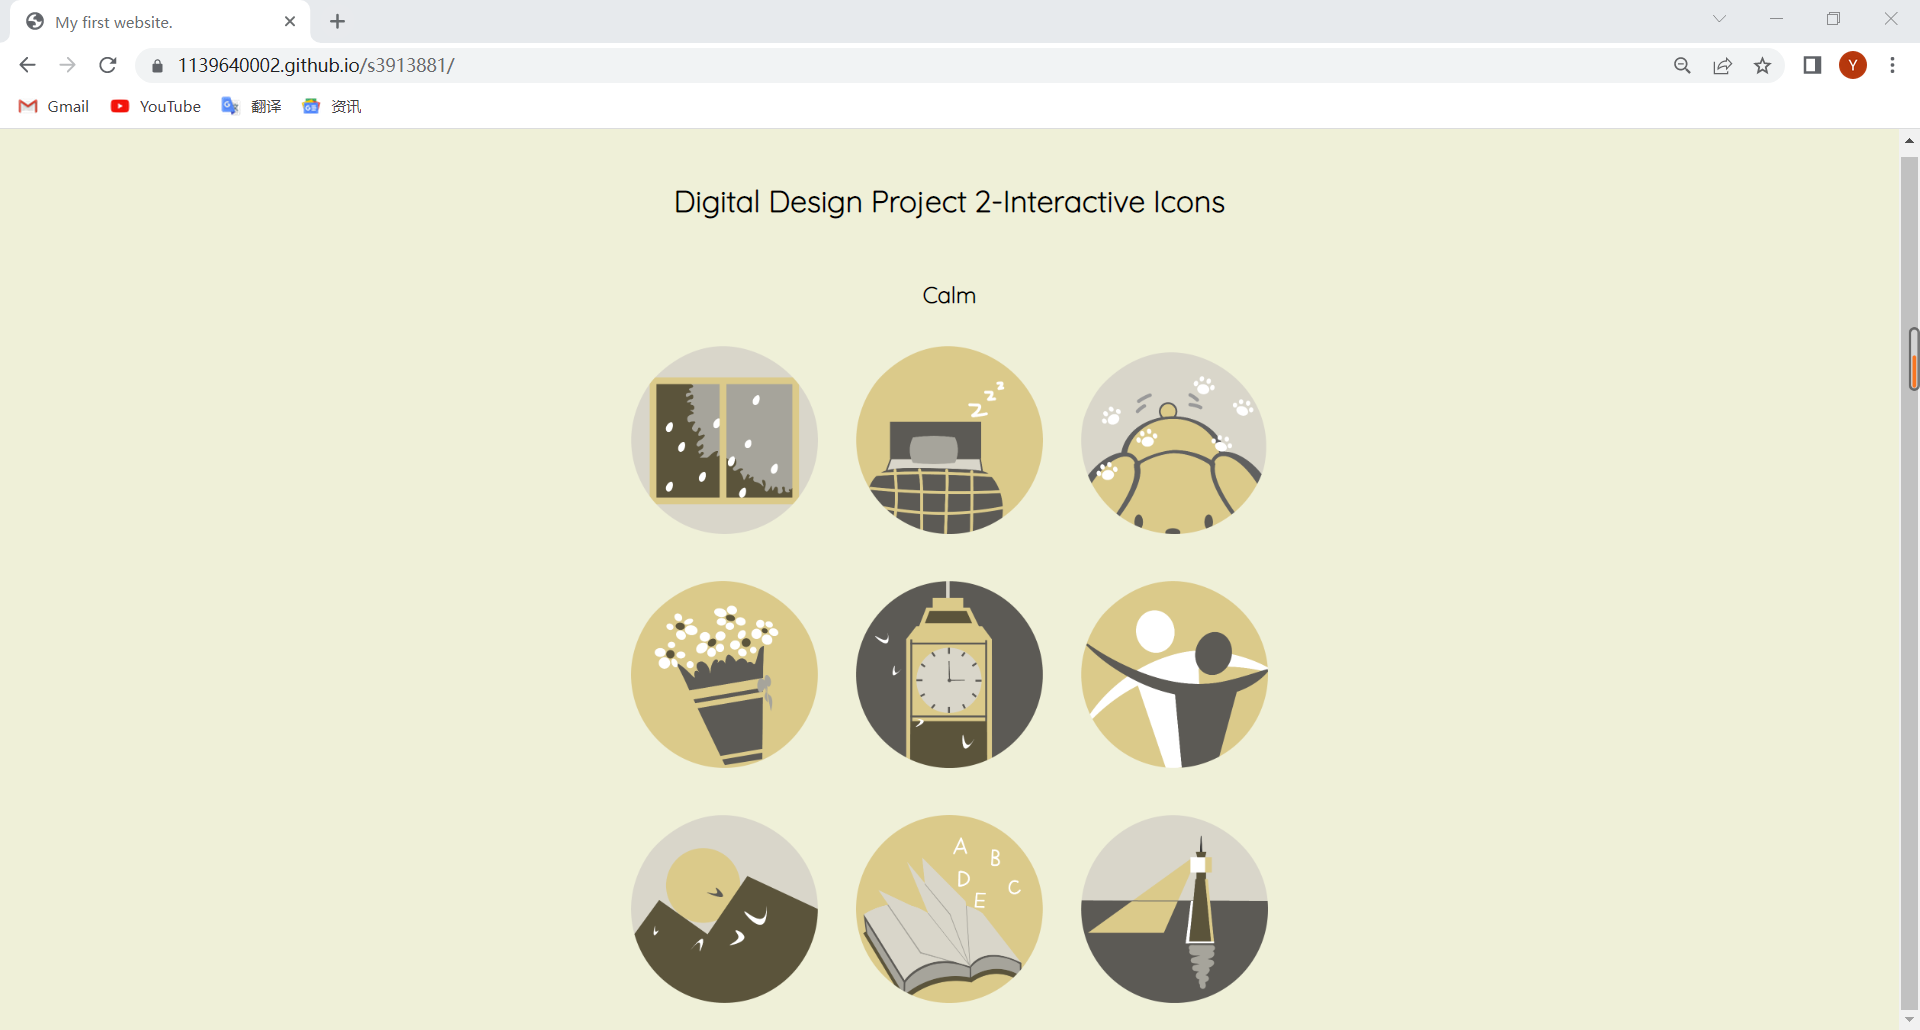 My first website.
1139640002.github.io/s3913881/
Y
Gmail
YouTube
翻译
资讯
Digital Design Project 2-Interactive Icons
Calm
z z z
A
B
D
C
E